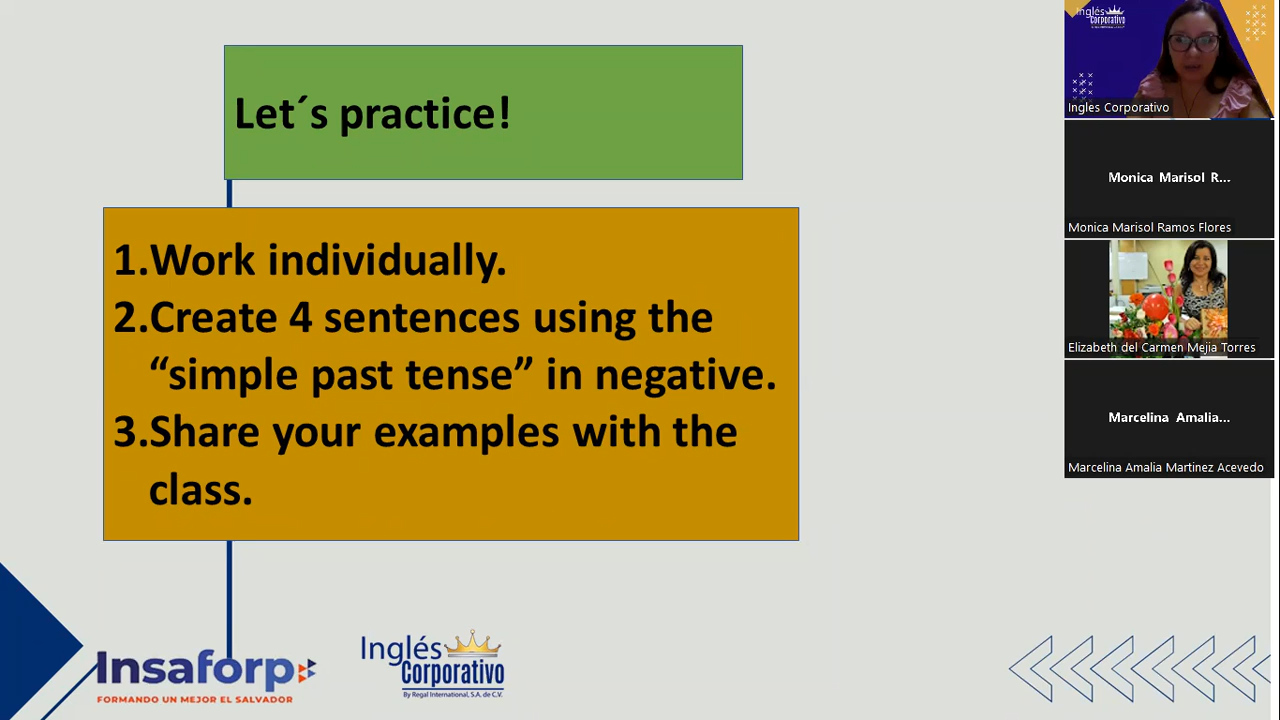 Let´s practice!
1.Work individually.
2.Create 4 sentences using the
“simple past tense” in negative.
3.Share your examples with the
class.
Insaforp
FORMANDO UN MEJOR EL SALVADOR
Inglés
Corporativo
By Regal International, S.A. de C.V.
Inglés
Corporativo
Ingles Corporativo
Monica Marisol R...
Monica Marisol Ramos Flores
Elizabeth del Carmen Mejia Torres
Marcelina Amalia...
Marcelina Amalia Martinez Acevedo